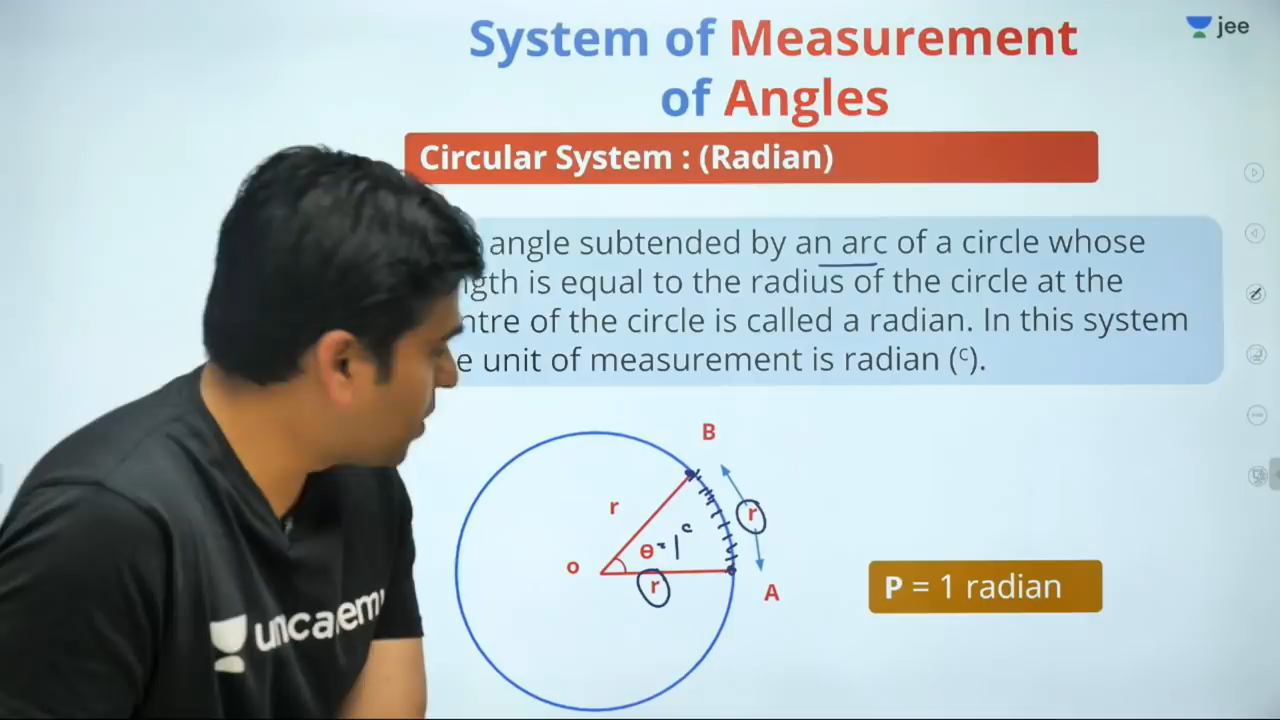 System of Measurement
of Angles
jee
Circular System : (Radian)
angle subtended by an arc of a circle whose
ngth is equal to the radius of the circle at the
ntre of the circle is called a radian. In this system
e unit of measurement is radian (ᶜ).
B
r
r
θ = 1ᶜ
O
r
A
P = 1 radian
unacademy